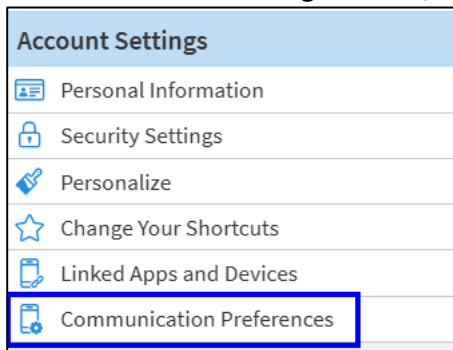 Account Settings
Personal Information
Security Settings
Personalize
Change Your Shortcuts
Linked Apps and Devices
Communication Preferences